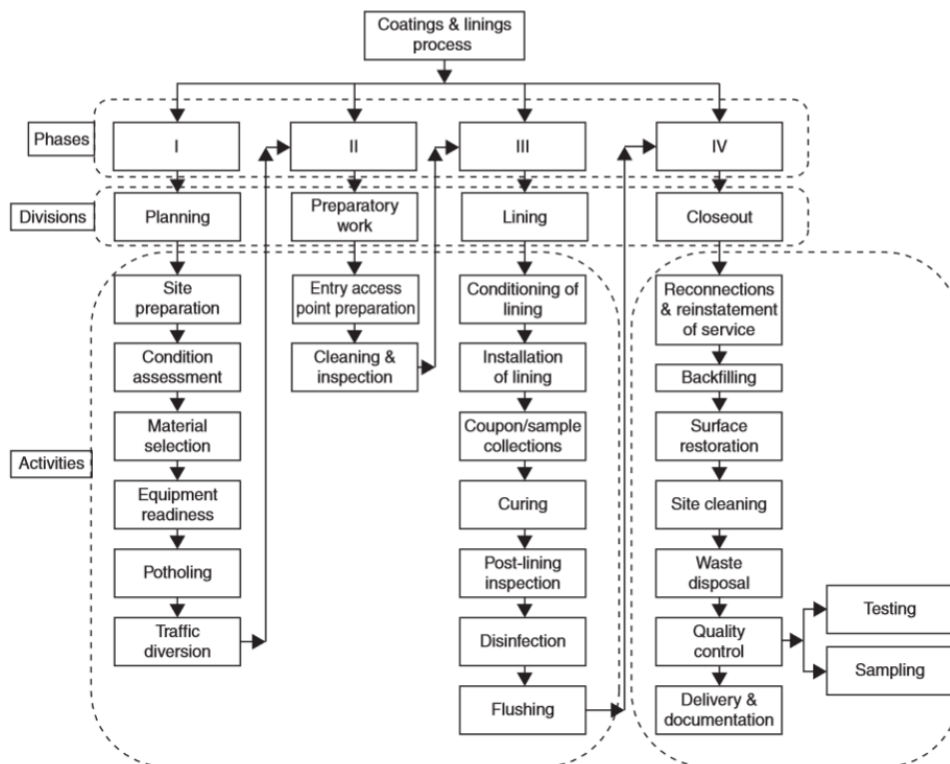 Coatings & linings
process
Phases
I
II
III
IV
Divisions
Planning
Preparatory
work
Lining
Closeout
Activities
Site
preparation
Condition
assessment
Material
selection
Equipment
readiness
Potholing
Traffic
diversion
Entry access
point preparation
Cleaning &
inspection
Conditioning of
lining
Installation
of lining
Coupon/sample
collections
Curing
Post-lining
inspection
Disinfection
Flushing
Reconnections
& reinstatement
of service
Backfilling
Surface
restoration
Site cleaning
Waste
disposal
Quality
control
Testing
Sampling
Delivery &
documentation